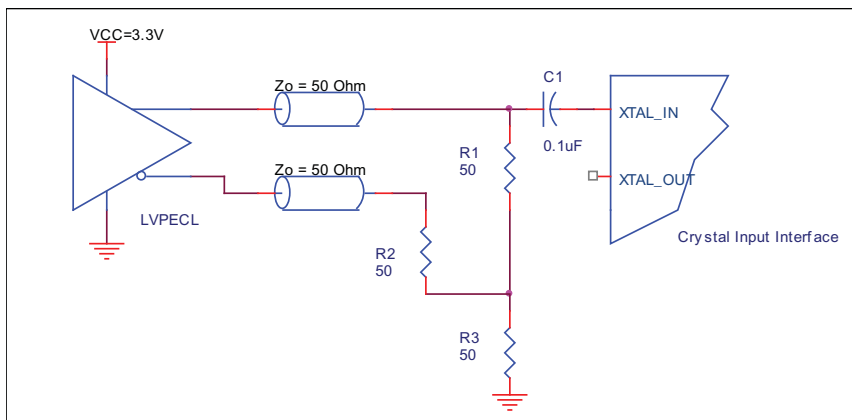 VCC=3.3V
Zo = 50 Ohm
C1
XTAL_IN
0.1uF
R1
50
Zo = 50 Ohm
XTAL_OUT
LVPECL
Crystal Input Interface
R2
50
R3
50